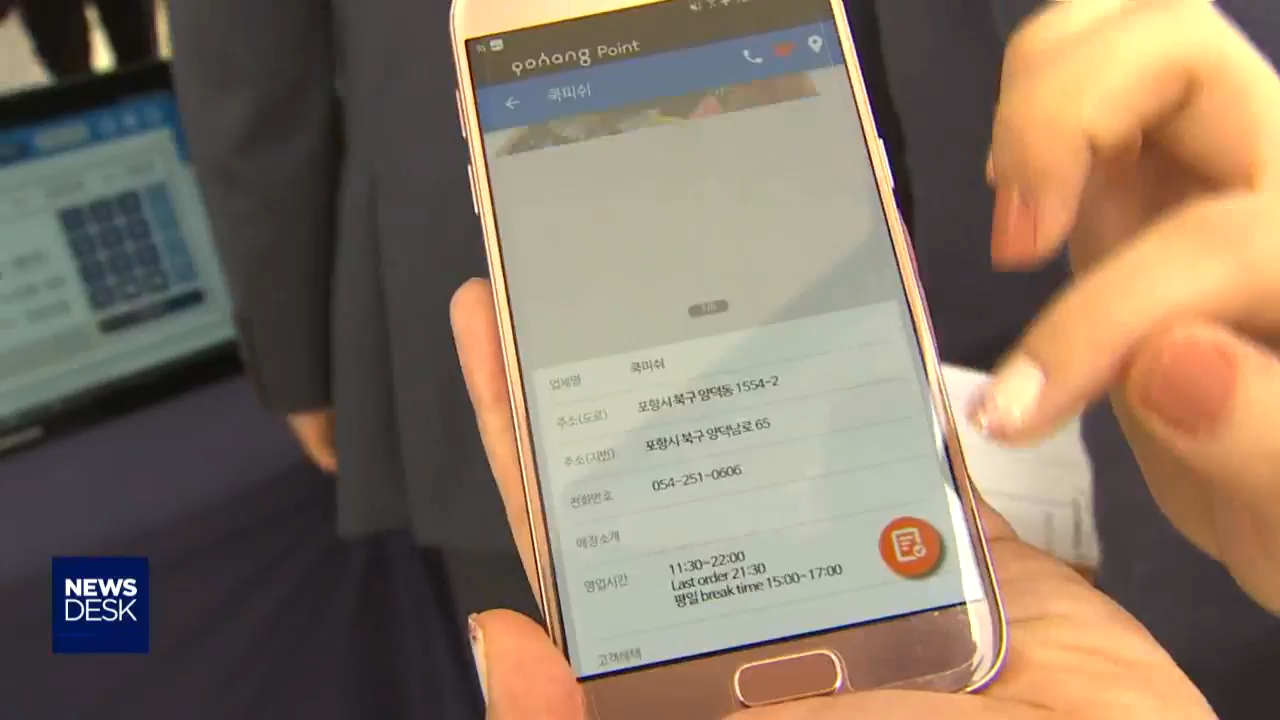 pohang Point
쿡피쉬
1/6
업체명 쿡피쉬
주소(도로) 포항시 북구 양덕동 1554-2
주소(지번) 포항시 북구 양덕남로 65
전화번호 054-251-0606
매장소개
영업시간 11:30~22:00
Last order 21:30
평일 break time 15:00~17:00
고객혜택
NEWS
DESK